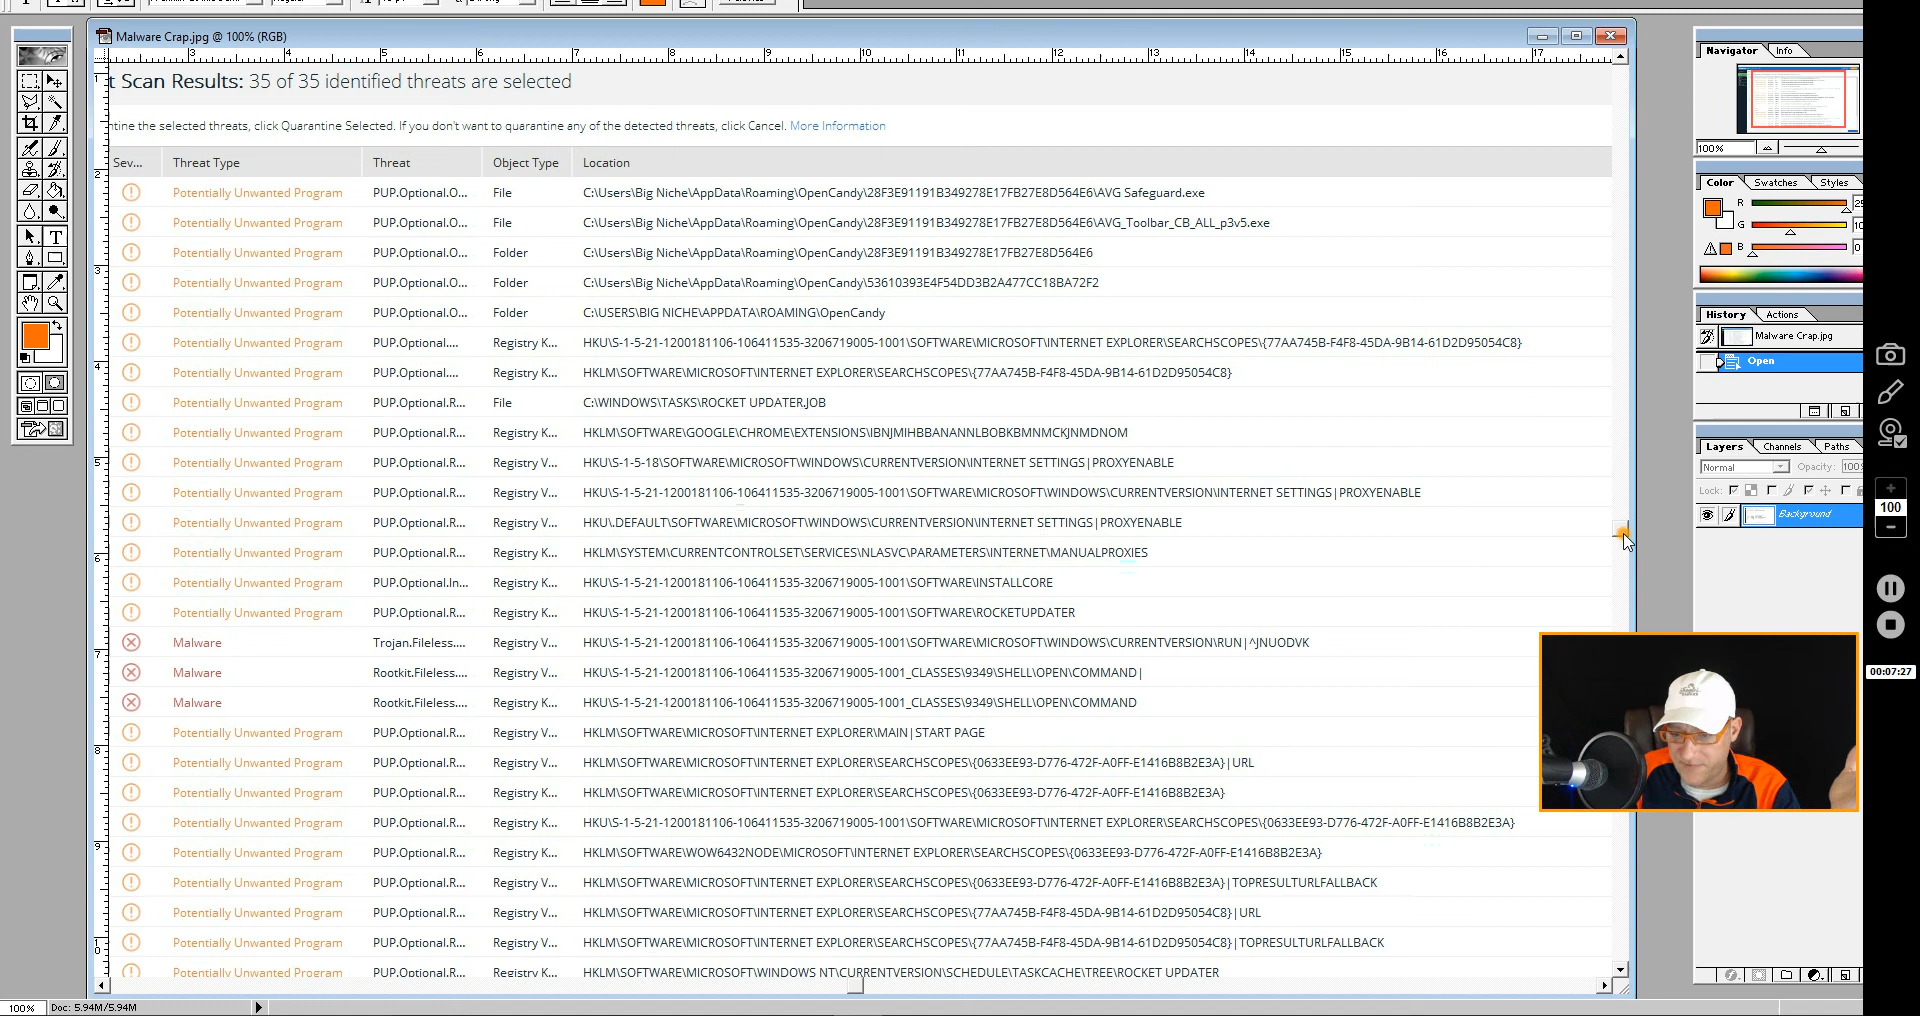 Malware Crap.jpg @ 100% (RGB)
t Scan Results: 35 of 35 identified threats are selected
ntine the selected threats, click Quarantine Selected. If you don't want to quarantine any of the detected threats, click Cancel. More Information
Sev... Threat Type Threat Object Type Location
Potentially Unwanted Program PUP.Optional.O... File C:\Users\Big Niche\AppData\Roaming\OpenCandy\28F3E91191B349278E17FB27E8D564E6\AVG Safeguard.exe
Potentially Unwanted Program PUP.Optional.O... File C:\Users\Big Niche\AppData\Roaming\OpenCandy\28F3E91191B349278E17FB27E8D564E6\AVG_Toolbar_CB_ALL_p3v5.exe
Potentially Unwanted Program PUP.Optional.O... Folder C:\Users\Big Niche\AppData\Roaming\OpenCandy\28F3E91191B349278E17FB27E8D564E6
Potentially Unwanted Program PUP.Optional.O... Folder C:\Users\Big Niche\AppData\Roaming\OpenCandy\53610393E4F54DD3B2A477CC18BA72F2
Potentially Unwanted Program PUP.Optional.O... Folder C:\USERS\BIG NICHE\APPDATA\ROAMING\OpenCandy
Potentially Unwanted Program PUP.Optional.... Registry K... HKU\S-1-5-21-1200181106-106411535-3206719005-1001\SOFTWARE\MICROSOFT\INTERNET EXPLORER\SEARCHSCOPES\{77AA745B-F4F8-45DA-9B14-61D2D95054C8}
Potentially Unwanted Program PUP.Optional.... Registry K... HKLM\SOFTWARE\MICROSOFT\INTERNET EXPLORER\SEARCHSCOPES\{77AA745B-F4F8-45DA-9B14-61D2D95054C8}
Potentially Unwanted Program PUP.Optional.R... File C:\WINDOWS\TASKS\ROCKET UPDATER.JOB
Potentially Unwanted Program PUP.Optional.R... Registry K... HKLM\SOFTWARE\GOOGLE\CHROME\EXTENSIONS\IBNJMIHBBANANNLBOBKBMNMCKJNMDNOM
Potentially Unwanted Program PUP.Optional.R... Registry V... HKU\S-1-5-18\SOFTWARE\MICROSOFT\WINDOWS\CURRENTVERSION\INTERNET SETTINGS|PROXYENABLE
Potentially Unwanted Program PUP.Optional.R... Registry V... HKU\S-1-5-21-1200181106-106411535-3206719005-1001\SOFTWARE\MICROSOFT\WINDOWS\CURRENTVERSION\INTERNET SETTINGS|PROXYENABLE
Potentially Unwanted Program PUP.Optional.R... Registry V... HKU\.DEFAULT\SOFTWARE\MICROSOFT\WINDOWS\CURRENTVERSION\INTERNET SETTINGS|PROXYENABLE
Potentially Unwanted Program PUP.Optional.R... Registry K... HKLM\SYSTEM\CURRENTCONTROLSET\SERVICES\NLASVC\PARAMETERS\INTERNET\MANUALPROXIES
Potentially Unwanted Program PUP.Optional.In... Registry K... HKU\S-1-5-21-1200181106-106411535-3206719005-1001\SOFTWARE\INSTALLCORE
Potentially Unwanted Program PUP.Optional.R... Registry K... HKU\S-1-5-21-1200181106-106411535-3206719005-1001\SOFTWARE\ROCKETUPDATER
Malware Trojan.Fileless.... Registry V... HKU\S-1-5-21-1200181106-106411535-3206719005-1001\SOFTWARE\MICROSOFT\WINDOWS\CURRENTVERSION\RUN|^JNUODVK
Malware Rootkit.Fileless.... Registry V... HKU\S-1-5-21-1200181106-106411535-3206719005-1001_CLASSES\9349\SHELL\OPEN\COMMAND|
Malware Rootkit.Fileless.... Registry K... HKU\S-1-5-21-1200181106-106411535-3206719005-1001_CLASSES\9349\SHELL\OPEN\COMMAND
Potentially Unwanted Program PUP.Optional.R... Registry V... HKLM\SOFTWARE\MICROSOFT\INTERNET EXPLORER\MAIN|START PAGE
Potentially Unwanted Program PUP.Optional.R... Registry V... HKLM\SOFTWARE\MICROSOFT\INTERNET EXPLORER\SEARCHSCOPES\{0633EE93-D776-472F-A0FF-E1416B8B2E3A}|URL
Potentially Unwanted Program PUP.Optional.R... Registry K... HKLM\SOFTWARE\MICROSOFT\INTERNET EXPLORER\SEARCHSCOPES\{0633EE93-D776-472F-A0FF-E1416B8B2E3A}
Potentially Unwanted Program PUP.Optional.R... Registry K... HKU\S-1-5-21-1200181106-106411535-3206719005-1001\SOFTWARE\MICROSOFT\INTERNET EXPLORER\SEARCHSCOPES\{0633EE93-D776-472F-A0FF-E1416B8B2E3A}
Potentially Unwanted Program PUP.Optional.R... Registry K... HKLM\SOFTWARE\WOW6432NODE\MICROSOFT\INTERNET EXPLORER\SEARCHSCOPES\{0633EE93-D776-472F-A0FF-E1416B8B2E3A}
Potentially Unwanted Program PUP.Optional.R... Registry V... HKLM\SOFTWARE\MICROSOFT\INTERNET EXPLORER\SEARCHSCOPES\{0633EE93-D776-472F-A0FF-E1416B8B2E3A}|TOPRESULTURLFALLBACK
Potentially Unwanted Program PUP.Optional.R... Registry V... HKLM\SOFTWARE\MICROSOFT\INTERNET EXPLORER\SEARCHSCOPES\{77AA745B-F4F8-45DA-9B14-61D2D95054C8}|URL
Potentially Unwanted Program PUP.Optional.R... Registry V... HKLM\SOFTWARE\MICROSOFT\INTERNET EXPLORER\SEARCHSCOPES\{77AA745B-F4F8-45DA-9B14-61D2D95054C8}|TOPRESULTURLFALLBACK
Potentially Unwanted Program PUP.Optional.R... Registry K... HKLM\SOFTWARE\MICROSOFT\WINDOWS NT\CURRENTVERSION\SCHEDULE\TASKCACHE\TREE\ROCKET UPDATER
100% Doc: 5.94M/5.94M
Navigator Info
100%
Color Swatches Styles
R
G
B 0
History Actions
Malware Crap.jpg
Open
Layers Channels Paths
Normal Opacity: 100
Lock:
Background
100
00:07:27